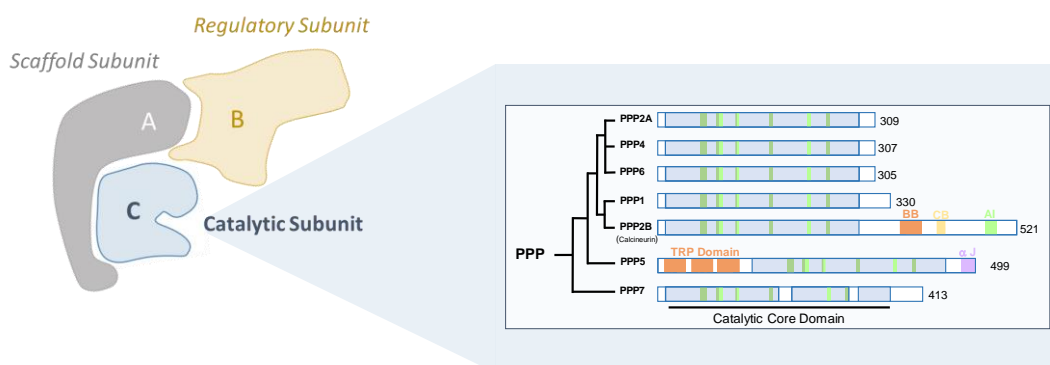 Regulatory Subunit
Scaffold Subunit
A
B
C
Catalytic Subunit
PPP
PPP2A
309
PPP4
307
PPP6
305
PPP1
330
BB
CB
AI
PPP2B
(Calcineurin)
521
TRP Domain
α J
PPP5
499
PPP7
413
Catalytic Core Domain